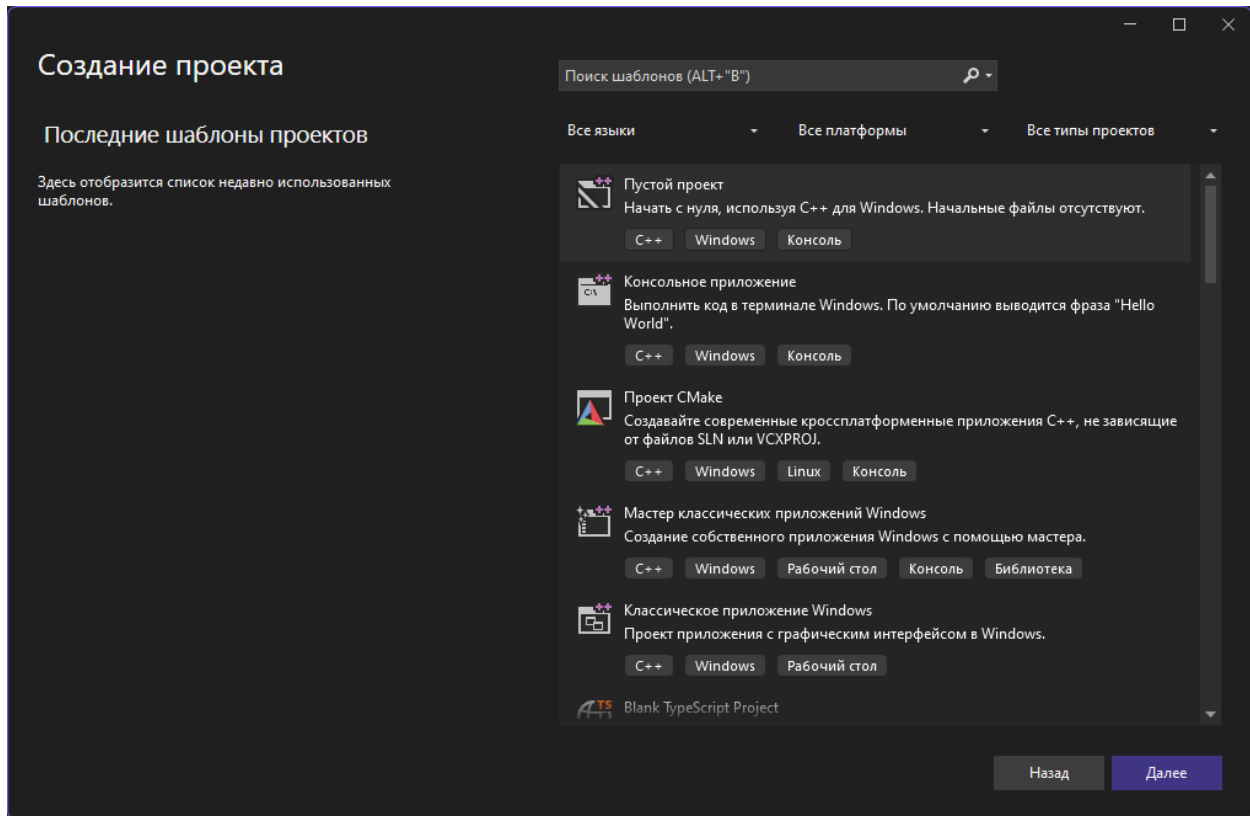 Создание проекта
Последние шаблоны проектов
Здесь отобразится список недавно использованных
шаблонов.
Поиск шаблонов (ALT+"B")
Все языки
Все платформы
Все типы проектов
Пустой проект
Начать с нуля, используя C++ для Windows. Начальные файлы отсутствуют.
C++ Windows Консоль
Консольное приложение
Выполнить код в терминале Windows. По умолчанию выводится фраза "Hello
World".
C++ Windows Консоль
Проект CMake
Создавайте современные кроссплатформенные приложения C++, не зависящие
от файлов SLN или VCXPROJ.
C++ Windows Linux Консоль
Мастер классических приложений Windows
Создание собственного приложения Windows с помощью мастера.
C++ Windows Рабочий стол Консоль Библиотека
Классическое приложение Windows
Проект приложения с графическим интерфейсом в Windows.
C++ Windows Рабочий стол
TS Blank TypeScript Project
Назад
Далее